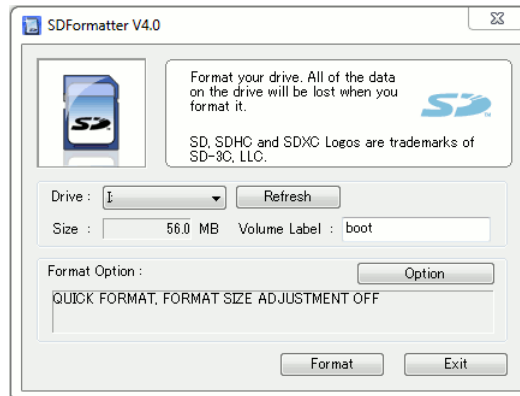 SDFormatter V4.0
Format your drive. All of the data
on the drive will be lost when you
format it.
SD, SDHC and SDXC Logos are trademarks of
SD-3C, LLC.
Drive : I: Refresh
Size : 56.0 MB Volume Label : boot
Format Option :
Option
QUICK FORMAT, FORMAT SIZE ADJUSTMENT OFF
Format Exit